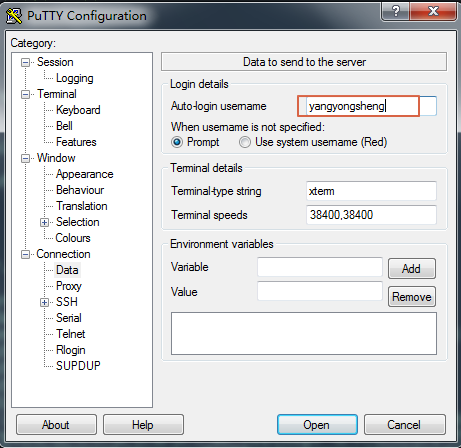 PuTTY Configuration
Category:
Session
Logging
Terminal
Keyboard
Bell
Features
Window
Appearance
Behaviour
Translation
Selection
Colours
Connection
Data
Proxy
SSH
Serial
Telnet
Rlogin
SUPDUP
Data to send to the server
Login details
Auto-login username yangyongsheng
When username is not specified:
Prompt Use system username (Red)
Terminal details
Terminal-type string xterm
Terminal speeds 38400,38400
Environment variables
Variable Add
Value Remove
About Help Open Cancel